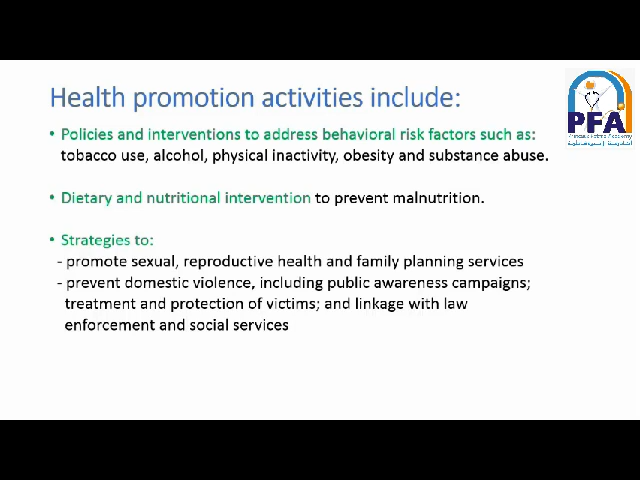 Health promotion activities include:
PFA
• Policies and interventions to address behavioral risk factors such as:
tobacco use, alcohol, physical inactivity, obesity and substance abuse.
• Dietary and nutritional intervention to prevent malnutrition.
• Strategies to:
- promote sexual, reproductive health and family planning services
- prevent domestic violence, including public awareness campaigns;
treatment and protection of victims; and linkage with law
enforcement and social services